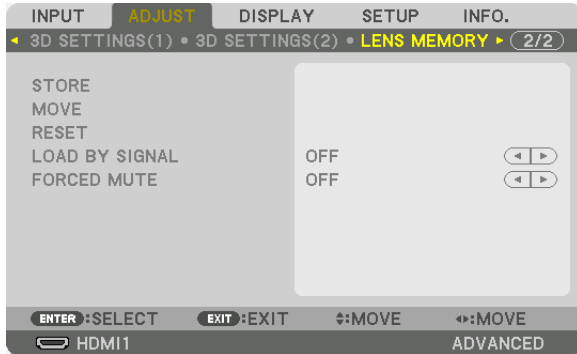 INPUT ADJUST DISPLAY SETUP INFO.
◂ 3D SETTINGS(1) • 3D SETTINGS(2) • LENS MEMORY ▸ 2/2
STORE
MOVE
RESET
LOAD BY SIGNAL OFF ◂ ▸
FORCED MUTE OFF ◂ ▸
ENTER :SELECT EXIT :EXIT ♦:MOVE ◂▸:MOVE
HDMI1 ADVANCED